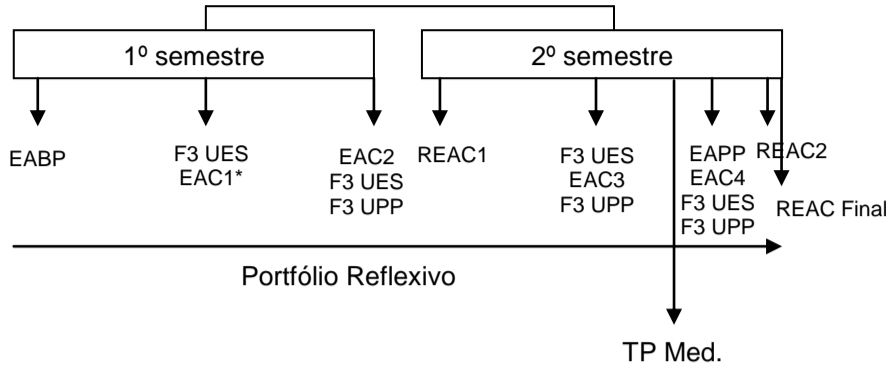 1º semestre
2º semestre
EABP
F3 UES
EAC1*
EAC2
F3 UES
F3 UPP
REAC1
F3 UES
EAC3
F3 UPP
EAPP
EAC4
F3 UES
F3 UPP
REAC2
REAC Final
Portfólio Reflexivo
TP Med.